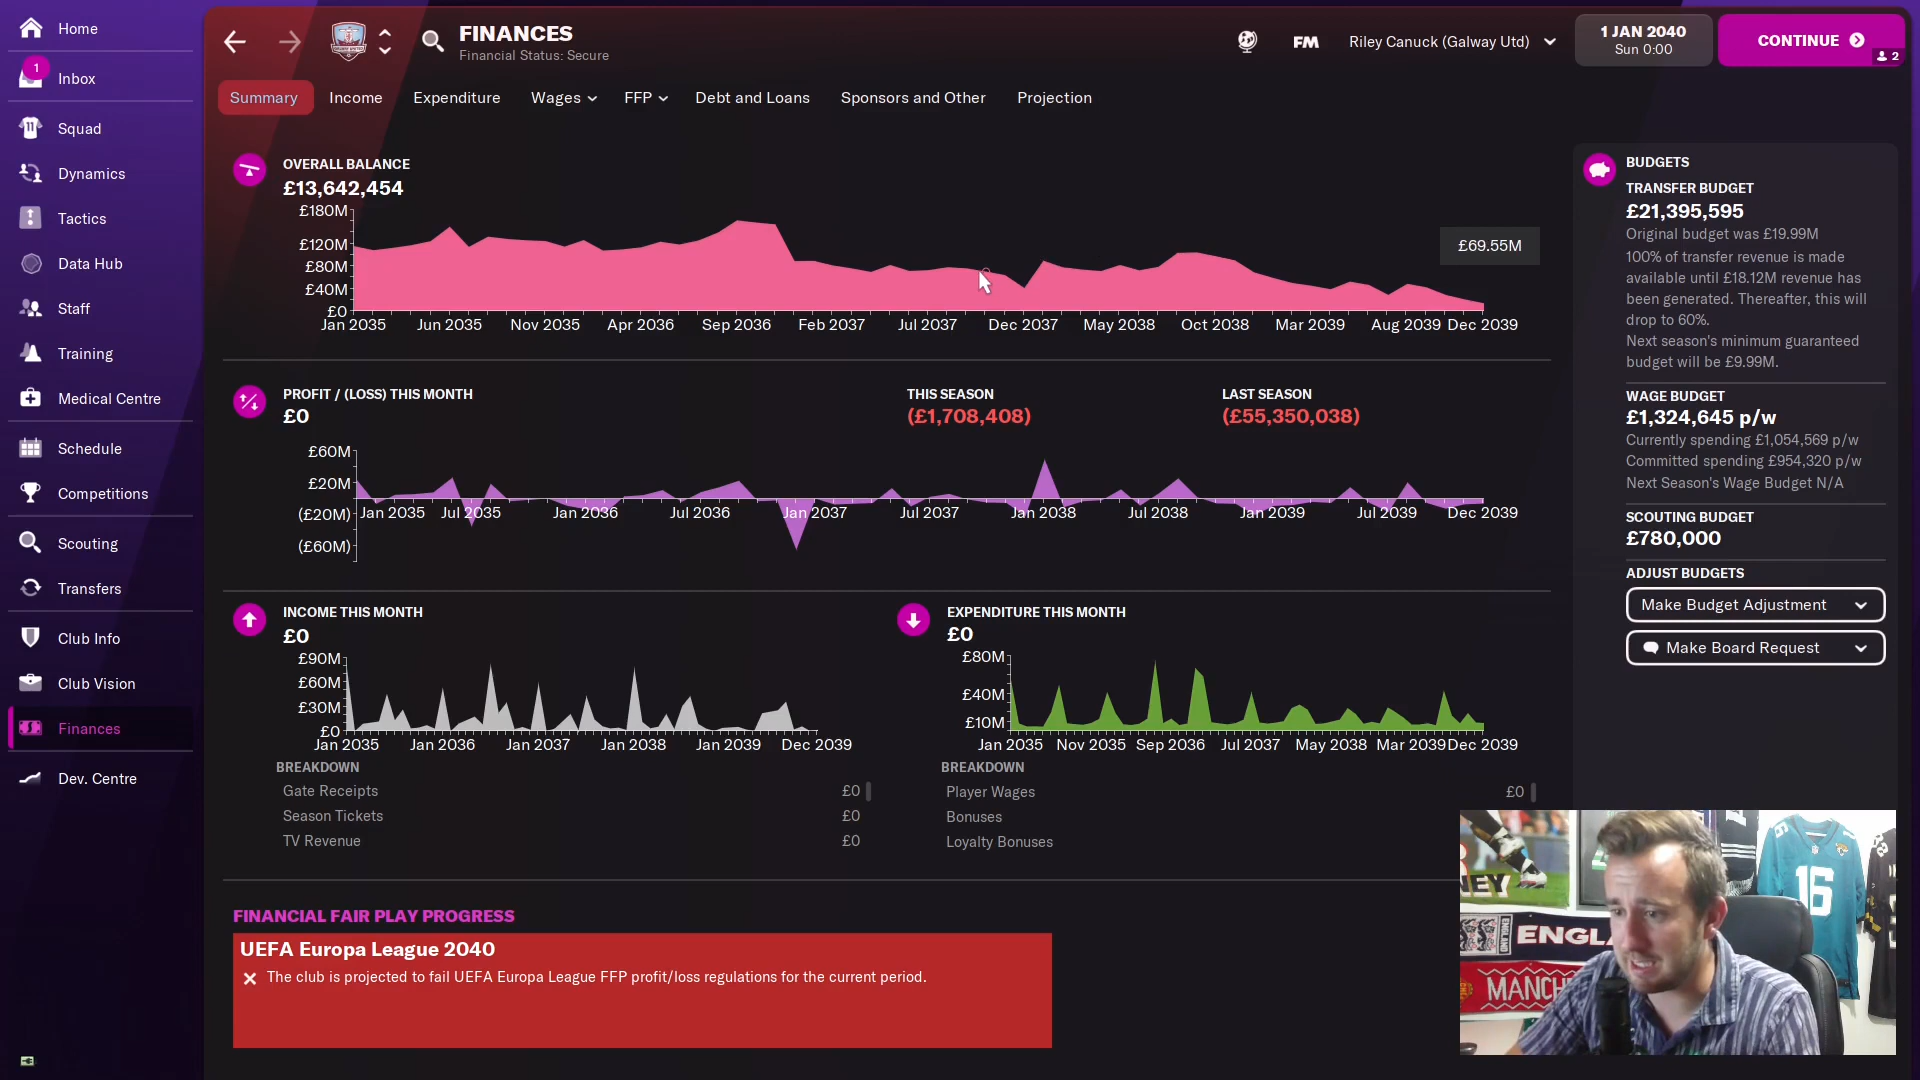 Home
1
Inbox
Squad
Dynamics
Tactics
Data Hub
Staff
Training
Medical Centre
Schedule
Competitions
Scouting
Transfers
Club Info
Club Vision
Finances
Dev. Centre
FINANCES
Financial Status: Secure
FM
Riley Canuck (Galway Utd)
1 JAN 2040
Sun 0:00
CONTINUE
2
Summary
Income
Expenditure
Wages
FFP
Debt and Loans
Sponsors and Other
Projection
OVERALL BALANCE
£13,642,454
£180M
£120M
£80M
£40M
£0
£69.55M
Jan 2035 Jun 2035 Nov 2035 Apr 2036 Sep 2036 Feb 2037 Jul 2037 Dec 2037 May 2038 Oct 2038 Mar 2039 Aug 2039 Dec 2039
PROFIT / (LOSS) THIS MONTH
£0
THIS SEASON
(£1,708,408)
LAST SEASON
(£55,350,038)
£60M
£20M
(£20M)
(£60M)
Jan 2035 Jul 2035 Jan 2036 Jul 2036 Jan 2037 Jul 2037 Jan 2038 Jul 2038 Jan 2039 Jul 2039 Dec 2039
INCOME THIS MONTH
£0
£90M
£60M
£30M
£0
Jan 2035 Jan 2036 Jan 2037 Jan 2038 Jan 2039 Dec 2039
BREAKDOWN
Gate Receipts £0
Season Tickets £0
TV Revenue £0
EXPENDITURE THIS MONTH
£0
£80M
£40M
£10M
Jan 2035 Nov 2035 Sep 2036 Jul 2037 May 2038 Mar 2039 Dec 2039
BREAKDOWN
Player Wages £0
Bonuses
Loyalty Bonuses
FINANCIAL FAIR PLAY PROGRESS
UEFA Europa League 2040
The club is projected to fail UEFA Europa League FFP profit/loss regulations for the current period.
BUDGETS
TRANSFER BUDGET
£21,395,595
Original budget was £19.99M
100% of transfer revenue is made
available until £18.12M revenue has
been generated. Thereafter, this will
drop to 60%.
Next season's minimum guaranteed
budget will be £9.99M.
WAGE BUDGET
£1,324,645 p/w
Currently spending £1,054,569 p/w
Committed spending £954,320 p/w
Next Season's Wage Budget N/A
SCOUTING BUDGET
£780,000
ADJUST BUDGETS
Make Budget Adjustment
Make Board Request
NEY
16
ENGL
MANCH